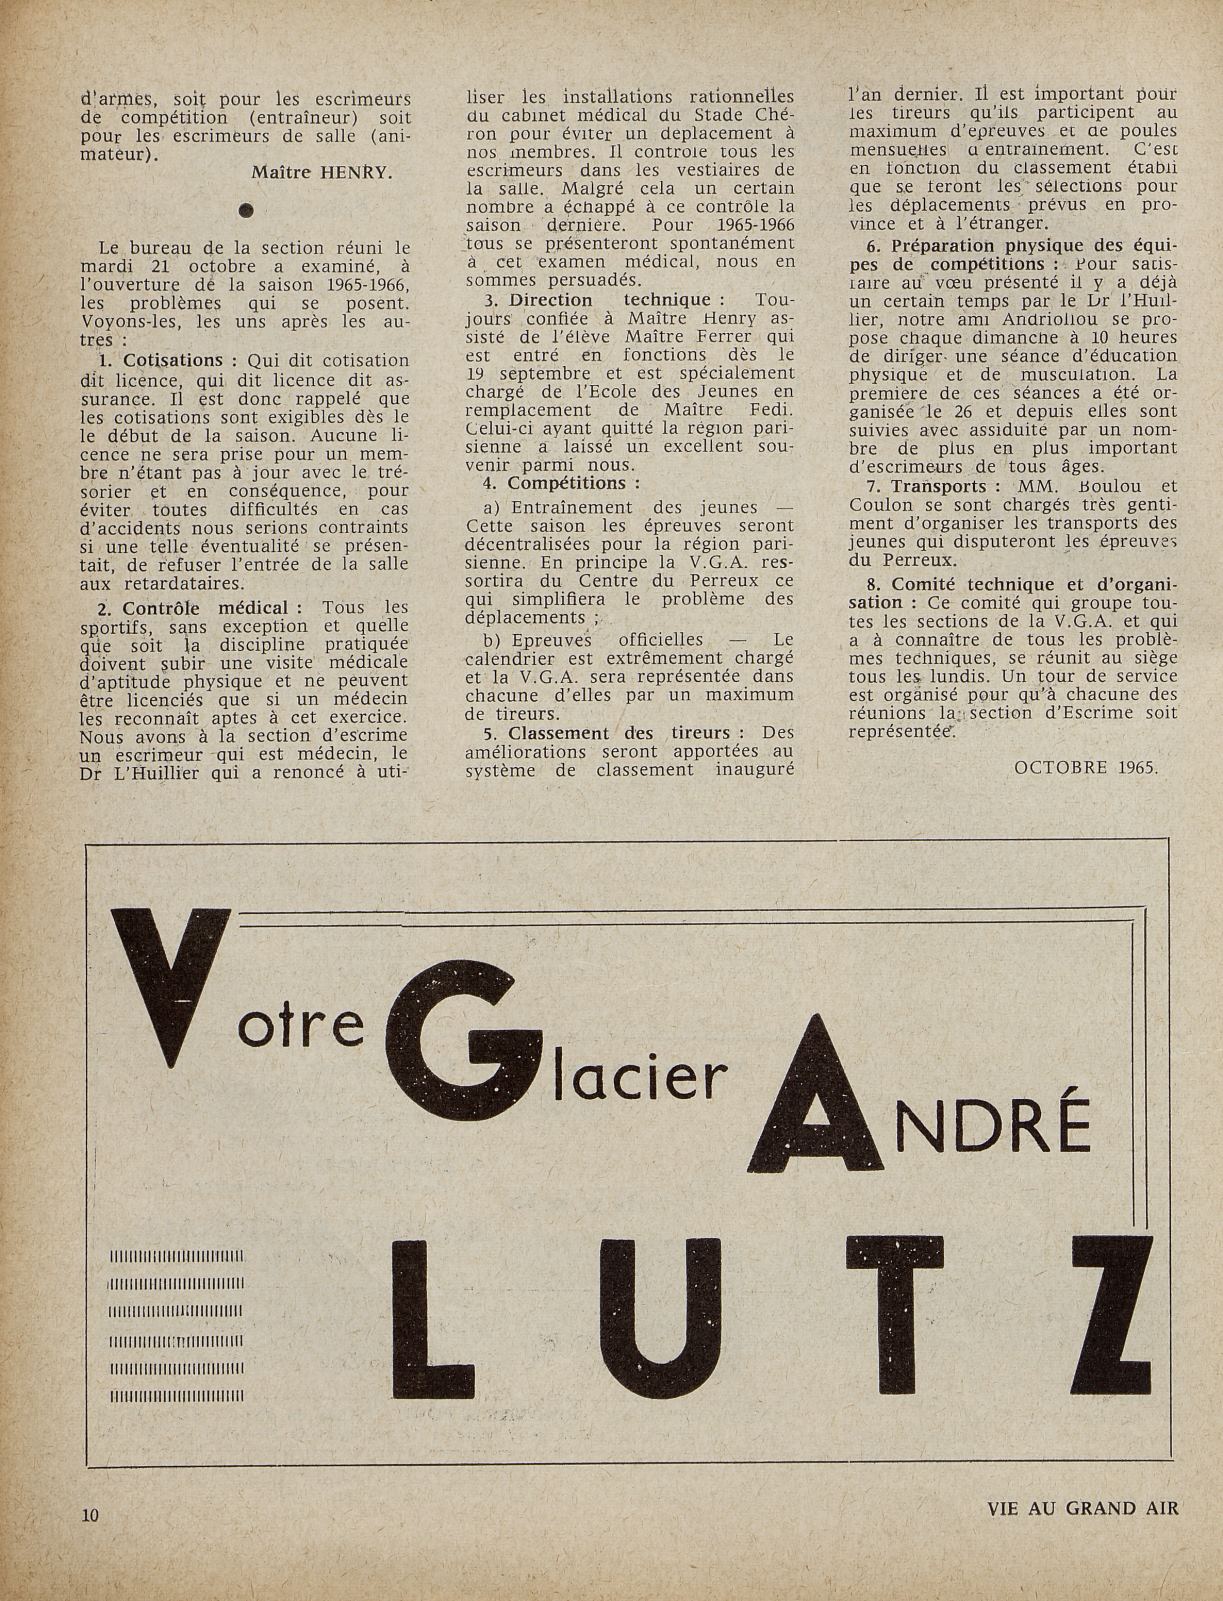 d'armes, soit pour les escrimeurs
de compétition (entraîneur) soit
pour les escrimeurs de salle (ani-
mateur).
Maître HENRY.
●
Le bureau de la section réuni le
mardi 21 octobre a examiné, à
l'ouverture de la saison 1965-1966,
les problèmes qui se posent.
Voyons-les, les uns après les au-
tres :
1. Cotisations : Qui dit cotisation
dit licence, qui dit licence dit as-
surance. Il est donc rappelé que
les cotisations sont exigibles dès le
le début de la saison. Aucune li-
cence ne sera prise pour un mem-
bre n'étant pas à jour avec le tré-
sorier et en conséquence, pour
éviter toutes difficultés en cas
d'accidents nous serions contraints
si une telle éventualité se présen-
tait, de refuser l'entrée de la salle
aux retardataires.
2. Contrôle médical : Tous les
sportifs, sans exception et quelle
que soit la discipline pratiquée
doivent subir une visite médicale
d'aptitude physique et ne peuvent
être licenciés que si un médecin
les reconnaît aptes à cet exercice.
Nous avons à la section d'escrime
un escrimeur qui est médecin, le
Dr L'Huillier qui a renoncé à uti-
liser les installations rationnelles
du cabinet médical du Stade Ché-
ron pour éviter un déplacement à
nos membres. Il controle tous les
escrimeurs dans les vestiaires de
la salle. Malgré cela un certain
nombre a échappé à ce contrôle la
saison derniere. Pour 1965-1966
tous se présenteront spontanément
à cet examen médical, nous en
sommes persuadés.
3. Direction technique : Tou-
jours confiée à Maître Henry as-
sisté de l'élève Maître Ferrer qui
est entré en fonctions dès le
19 septembre et est spécialement
chargé de l'Ecole des Jeunes en
remplacement de Maître Fedi.
Celui-ci ayant quitté la région pari-
sienne a laissé un excellent sou-
venir parmi nous.
4. Compétitions :
a) Entraînement des jeunes —
Cette saison les épreuves seront
décentralisées pour la région pari-
sienne. En principe la V.G.A. res-
sortira du Centre du Perreux ce
qui simplifiera le problème des
déplacements ;
b) Epreuves officielles — Le
calendrier est extrêmement chargé
et la V.G.A. sera représentée dans
chacune d'elles par un maximum
de tireurs.
5. Classement des tireurs : Des
améliorations seront apportées au
système de classement inauguré
l'an dernier. Il est important pour
les tireurs qu'ils participent au
maximum d'épreuves et de poules
mensuelles d'entrainement. C'est
en fonction du classement établi
que se feront les sélections pour
les déplacements prévus en pro-
vince et à l'étranger.
6. Préparation physique des équi-
pes de compétitions : Pour satis-
faire au vœu présenté il y a déjà
un certain temps par le Dr l'Huil-
lier, notre ami Andriollou se pro-
pose chaque dimanche à 10 heures
de diriger une séance d'éducation
physique et de musculation. La
premiere de ces séances a été or-
ganisée le 26 et depuis elles sont
suivies avec assiduité par un nom-
bre de plus en plus important
d'escrimeurs de tous âges.
7. Transports : MM. Boulou et
Coulon se sont chargés très genti-
ment d'organiser les transports des
jeunes qui disputeront les épreuves
du Perreux.
8. Comité technique et d'organi-
sation : Ce comité qui groupe tou-
tes les sections de la V.G.A. et qui
a à connaître de tous les problè-
mes techniques, se réunit au siège
tous les lundis. Un tour de service
est organisé pour qu'à chacune des
réunions la section d'Escrime soit
représentée.
OCTOBRE 1965.
Votre
Glacier
ANDRÉ
LUTZ
10
VIE AU GRAND AIR